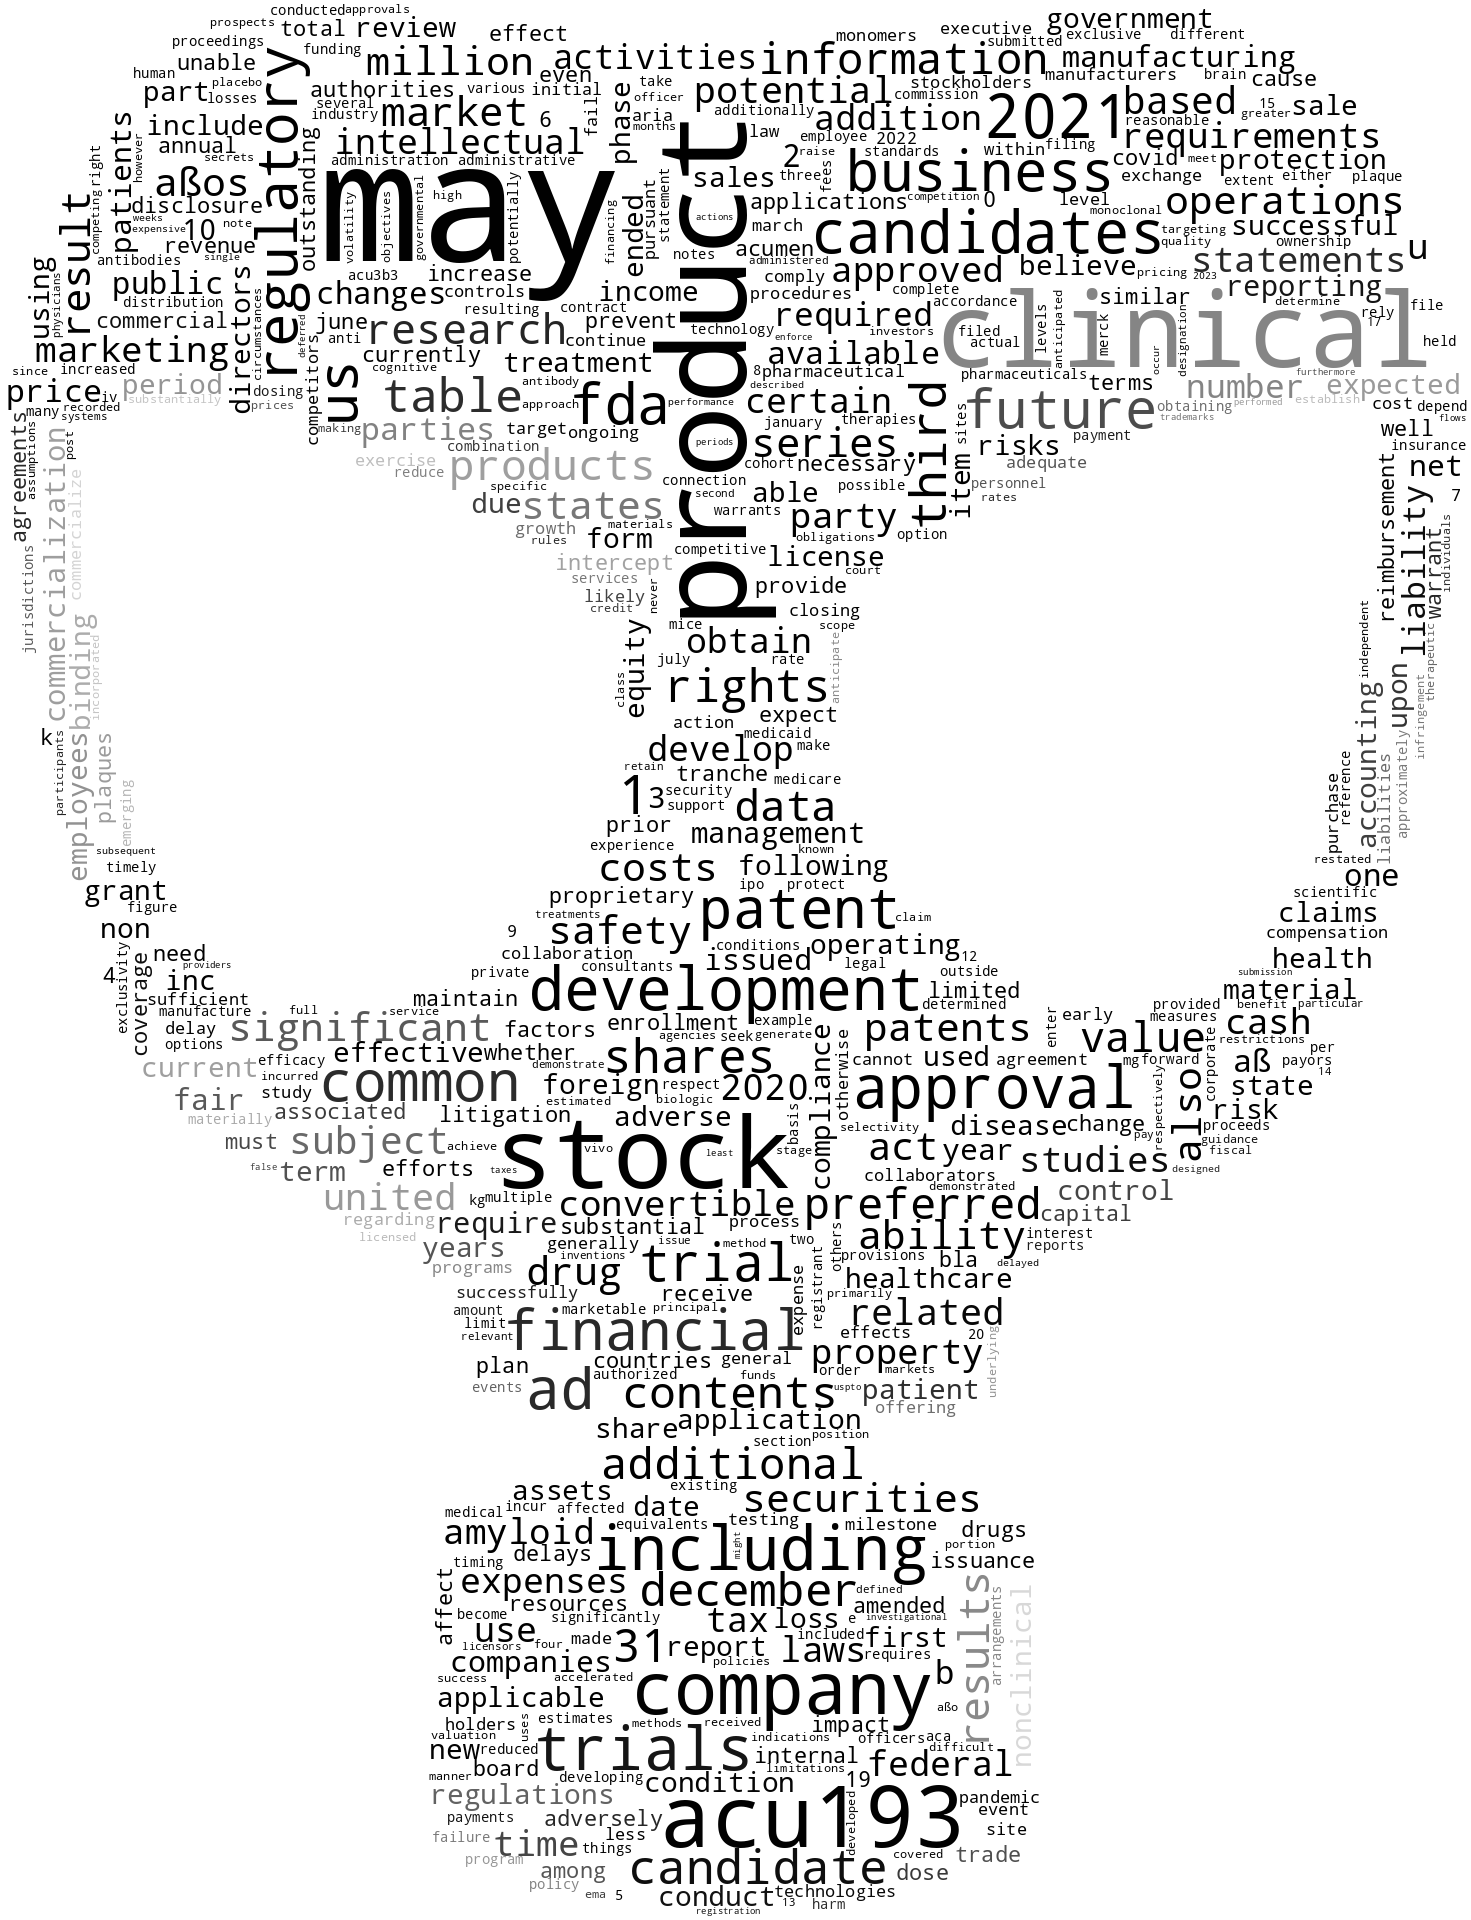 conducted approvals
prospects total review effect
monomers executive government
submitted exclusive different
proceedings funding million activities information manufacturing
unable
human placebo authorities even
stockholders manufacturers brain cause
part losses several various initial take officer potential commission
industry market 6 fail phase aria months additionally
2021 based 15 sale greater
include regulatory intellectual law addition reasonable requirements
annual patients however secrets right
administration administrative
employee 2022 within filing
2 raise standards business covid meet protection
aßos outstanding may sales three fees exchange extent either plaque
disclosure competing weeks expensive 10 note
volatility objectives governmental high potentially financing ended pursuant statement actions
applications competition 0 level monoclonal operations
march candidates targeting successful
revenue antibodies single
notes acumen quality ownership u
result using physicians public directors circumstances
acu3b3 increase administered approved believe pricing 2023 statements
comply
distribution changes controls income procedures complete similar reporting
commercial deferred resulting contract product accordance levels anticipated merck determine file
june research prevent required filed clinical rely 17
anti continue technology investors actual occur designation held
marketing competitors us currently treatment enforce available
since increased cognitive 8 pharmaceutical pharmaceuticals furthermore
price iv period dosing table antibody fda described certain third terms number expected
substantially prices approach performance future establish
many recorded systems making parties target ongoing january therapies obtaining performed cost depend
trademarks flows
agreements assumptions post combination periods series sites risks payment well insurance
exercise products cohort necessary item adequate
reduce specific connection able possible personnel net
commercialization commercialize due states second warrants party rates 7
growth materials obligations option
rules form competitive license reimbursement liability warrant individuals
jurisdictions intercept court
services provide
likely never closing
credit mice scope
employees binding incorporated equity obtain anticipate independent therapeutic
july rate
class rights accounting upon infringement
action expect
k participants plaques emerging develop medicaid make
retain tranche medicare approximately liabilities
1 3 security data purchase reference
support
prior management
subsequent experience known restated
timely costs following one
grant ipo protect scientific
figure proprietary patent claims
treatments claim
non 9 safety conditions operating compensation
need collaboration issued legal 12 health
4 exclusivity coverage providers private consultants outside submission
inc development limited material
sufficient maintain determined provided benefit particular
manufacture full service enrollment example enter early measures
delay significant factors agencies seek generate compliance otherwise patents value cash restrictions
options
current efficacy effective whether demonstrate shares cannot used agreement mg forward corporate aß per payors
incurred foreign respect 2020 14
fair study common estimated biologic approval respectively also state
materially associated litigation adverse basis selectivity risk proceeds
must subject achieve stock disease change pay guidance
vivo least stage act year fiscal
false term efforts taxes collaborators studies designed
united kg multiple convertible demonstrated control
regarding require substantial process preferred capital
licensed generally issue method two others ability interest
years inventions provisions bla reports
programs drug trial expense registrant healthcare delayed
successfully receive primarily
amount marketable principal related
limit financial effects 20
relevant property underlying
plan countries general order markets
events ad authorized funds uspto patient
contents offering
share application
section position
additional
assets existing securities
medical incur affected date
amyloid equivalents testing milestone drugs
delays including might portion issuance
timing
affect expenses december defined results arrangements nonclinical
resources amended
become significantly tax loss e investigational
use made 31 included first
licensors four report laws requires
companies policies
success accelerated company b
applicable aßo
holders estimates methods received impact
valuation uses indications officers aca
new reduced trials internal difficult
board limitations federal
manner developing condition 19
regulations acu193 pandemic
payments adversely developed event
failure time less site
things covered
program among candidate trade
policy dose
ema 5 conduct technologies
13 harm
registration